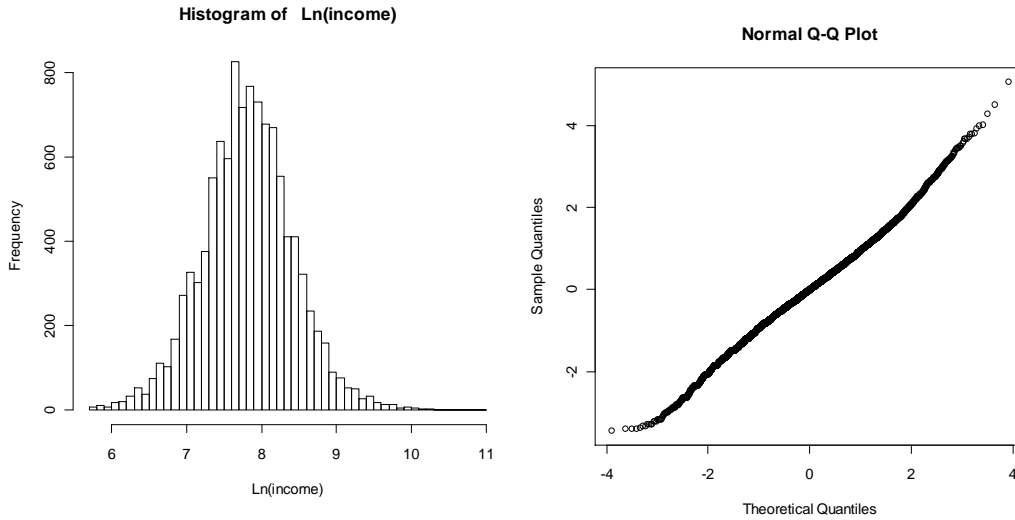 Histogram of Ln(income)
Frequency
0
200
400
600
800
6 7 8 9 10 11
Ln(income)
Normal Q-Q Plot
Sample Quantiles
-2
0
2
4
-4 -2 0 2 4
Theoretical Quantiles